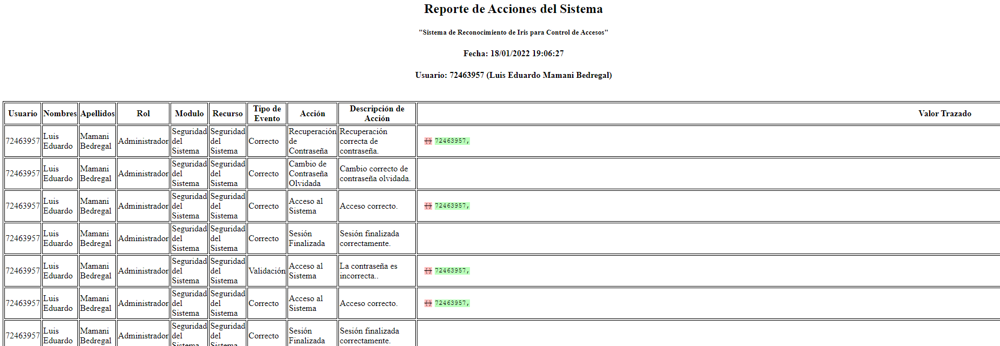 Reporte de Acciones del Sistema
"Sistema de Reconocimiento de Iris para Control de Accesos"
Fecha: 18/01/2022 19:06:27
Usuario: 72463957 (Luis Eduardo Mamani Bedregal)
Usuario Nombres Apellidos Rol Modulo Recurso Tipo de Evento Acción Descripción de Acción Valor Trazado
72463957 Luis Eduardo Mamani Bedregal Administrador Seguridad del Sistema Seguridad del Sistema Correcto Recuperación de Contraseña Recuperación correcta de contraseña. {} 72463957,
72463957 Luis Eduardo Mamani Bedregal Administrador Seguridad del Sistema Seguridad del Sistema Correcto Cambio de Contraseña Olvidada Cambio correcto de contraseña olvidada.
72463957 Luis Eduardo Mamani Bedregal Administrador Seguridad del Sistema Seguridad del Sistema Correcto Acceso al Sistema Acceso correcto. {} 72463957,
72463957 Luis Eduardo Mamani Bedregal Administrador Seguridad del Sistema Seguridad del Sistema Correcto Sesión Finalizada Sesión finalizada correctamente.
72463957 Luis Eduardo Mamani Bedregal Administrador Seguridad del Sistema Seguridad del Sistema Validación Acceso al Sistema La contraseña es incorrecta.. {} 72463957,
72463957 Luis Eduardo Mamani Bedregal Administrador Seguridad del Sistema Seguridad del Sistema Correcto Acceso al Sistema Acceso correcto. {} 72463957,
72463957 Luis Eduardo Mamani Bedregal Administrador Seguridad del Sistema Seguridad del Sistema Correcto Sesión Finalizada Sesión finalizada correctamente.